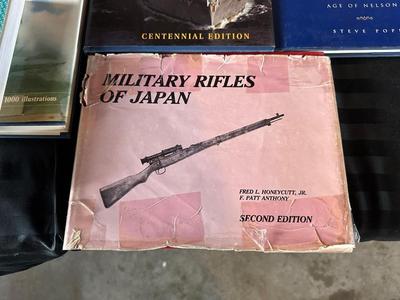 CENTENNIAL EDITION
AGE OF NELSON
STEVE POP
1000 illustrations
MILITARY RIFLES
OF JAPAN
FRED L. HONEYCUTT, JR.
F. PATT ANTHONY
SECOND EDITION